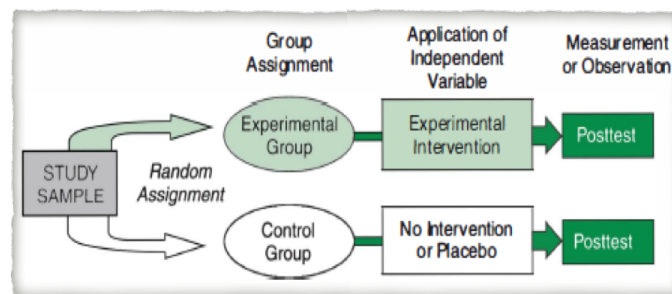 Group
Assignment
Application of
Independent
Variable
Measurement
or Observation
STUDY
SAMPLE
Random
Assignment
Experimental
Group
Experimental
Intervention
Posttest
Control
Group
No Intervention
or Placebo
Posttest